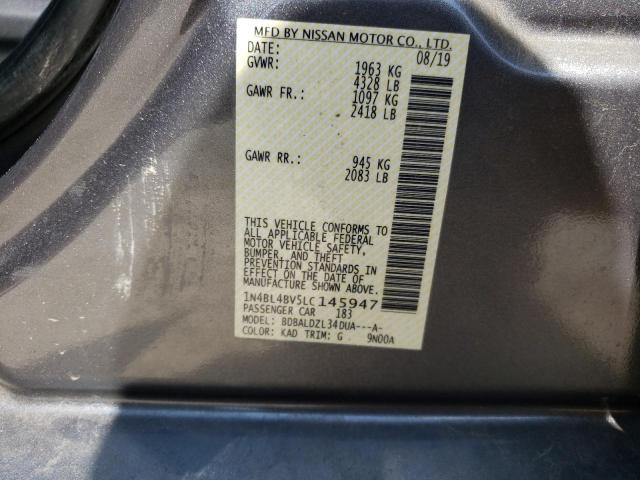 MFD BY NISSAN MOTOR CO., LTD.
DATE: 08/19
GVWR: 1963 KG
4328 LB
GAWR FR.: 1097 KG
2418 LB
GAWR RR.: 945 KG
2083 LB
THIS VEHICLE CONFORMS TO
ALL APPLICABLE FEDERAL
MOTOR VEHICLE SAFETY,
BUMPER, AND THEFT
PREVENTION STANDARDS IN
EFFECT ON THE DATE OF
MANUFACTURE SHOWN ABOVE.
1N4BL4BV5LC145947
PASSENGER CAR 183
MODEL: BDBALDZL34DUA---A-
COLOR: KAD TRIM: G 9N00A